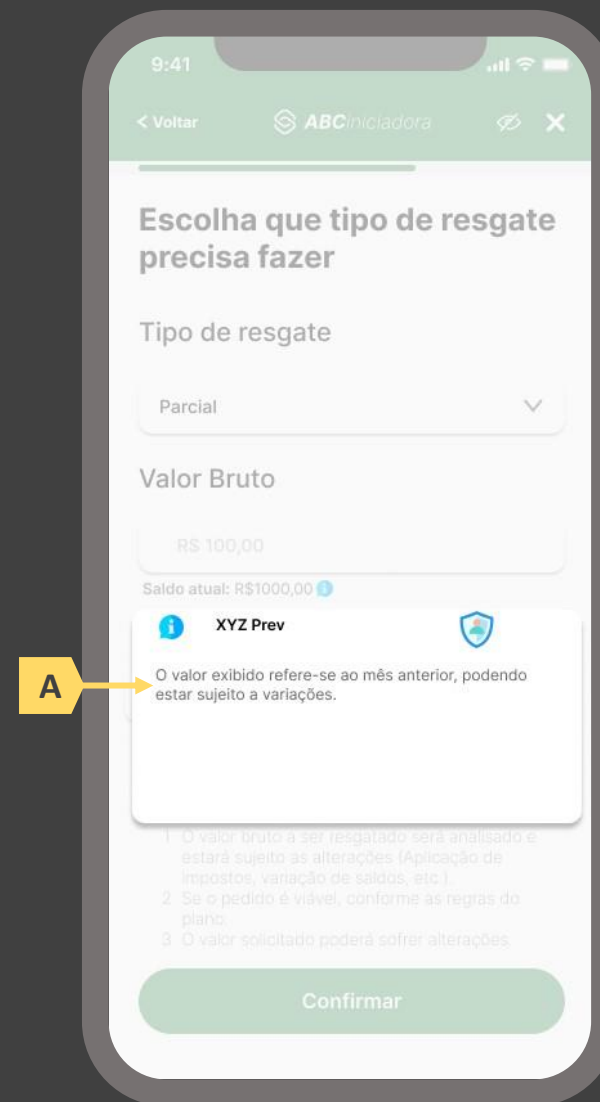 9:41
< Voltar
ABCiniciadora
Escolha que tipo de resgate
precisa fazer
Tipo de resgate
Parcial
Valor Bruto
R$ 100,00
Saldo atual: R$1000,00
XYZ Prev
A
O valor exibido refere-se ao mês anterior, podendo
estar sujeito a variações.
1 O valor bruto a ser resgatado será analisado e
estará sujeito as alterações (Aplicação de
impostos, variação de saldos, etc.)
2 Se o pedido é viável, conforme as regras do
plano.
3 O valor solicitado poderá sofrer alterações.
Confirmar